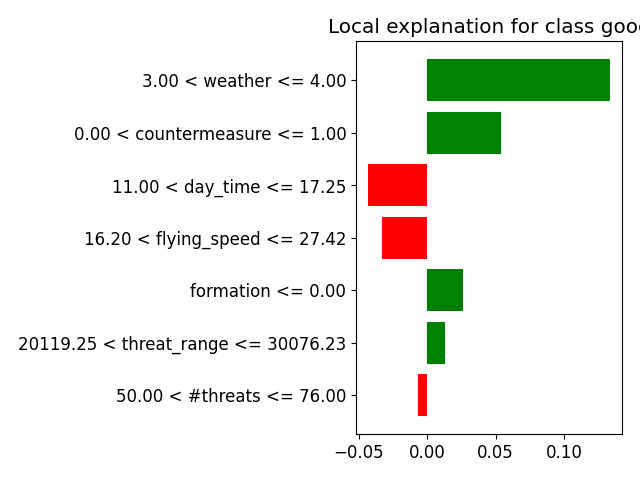 Local explanation for class good
3.00 < weather <= 4.00
0.00 < countermeasure <= 1.00
11.00 < day_time <= 17.25
16.20 < flying_speed <= 27.42
formation <= 0.00
20119.25 < threat_range <= 30076.23
50.00 < #threats <= 76.00
−0.05 0.00 0.05 0.10